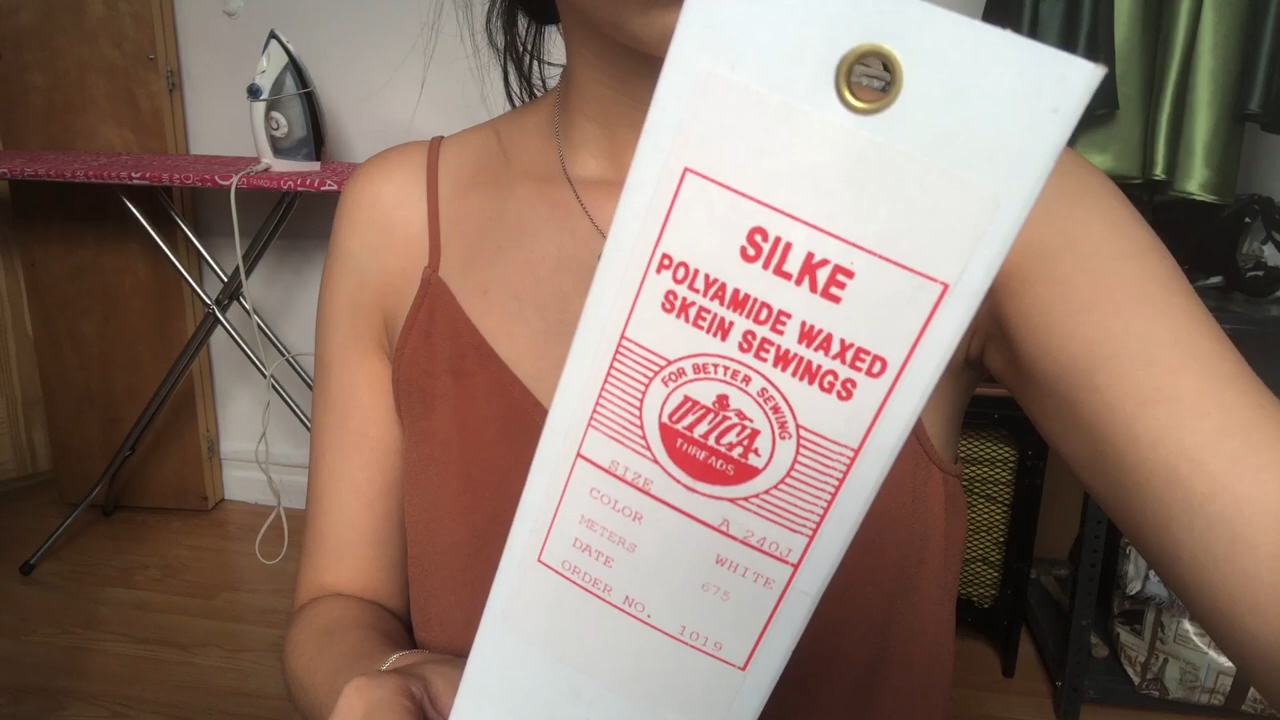 SILKE
POLYAMIDE WAXED
SKEIN SEWINGS
FOR BETTER SEWING
UTICA
THREADS
SIZE A 240J
COLOR WHITE
METERS 675
DATE
ORDER NO. 1019
FAMOUS